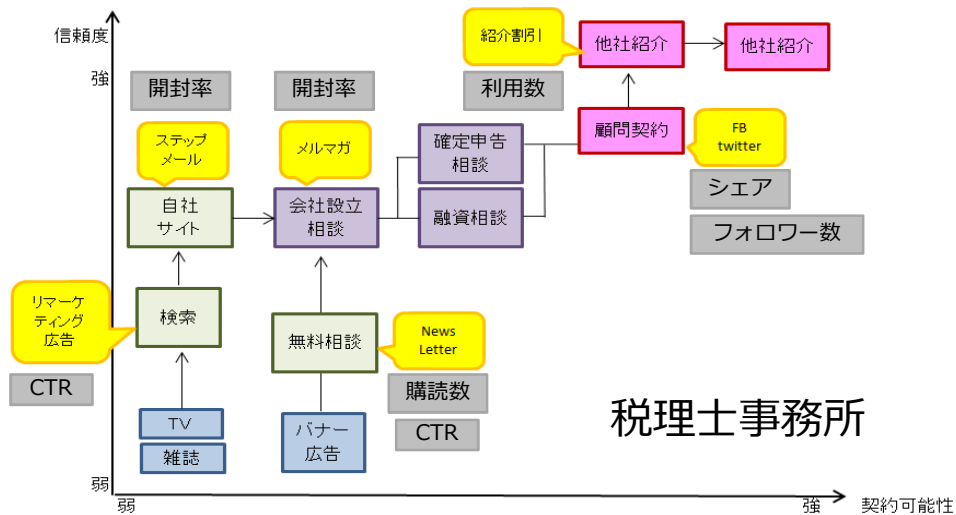 信頼度
強
開封率
開封率
ステップ
メール
メルマガ
紹介割引
利用数
他社紹介
他社紹介
顧問契約
FB
twitter
シェア
フォロワー数
確定申告
相談
融資相談
自社
サイト
会社設立
相談
リマーケ
ティング
広告
CTR
検索
無料相談
News
Letter
購読数
CTR
TV
雑誌
バナー
広告
税理士事務所
弱
弱
強
契約可能性